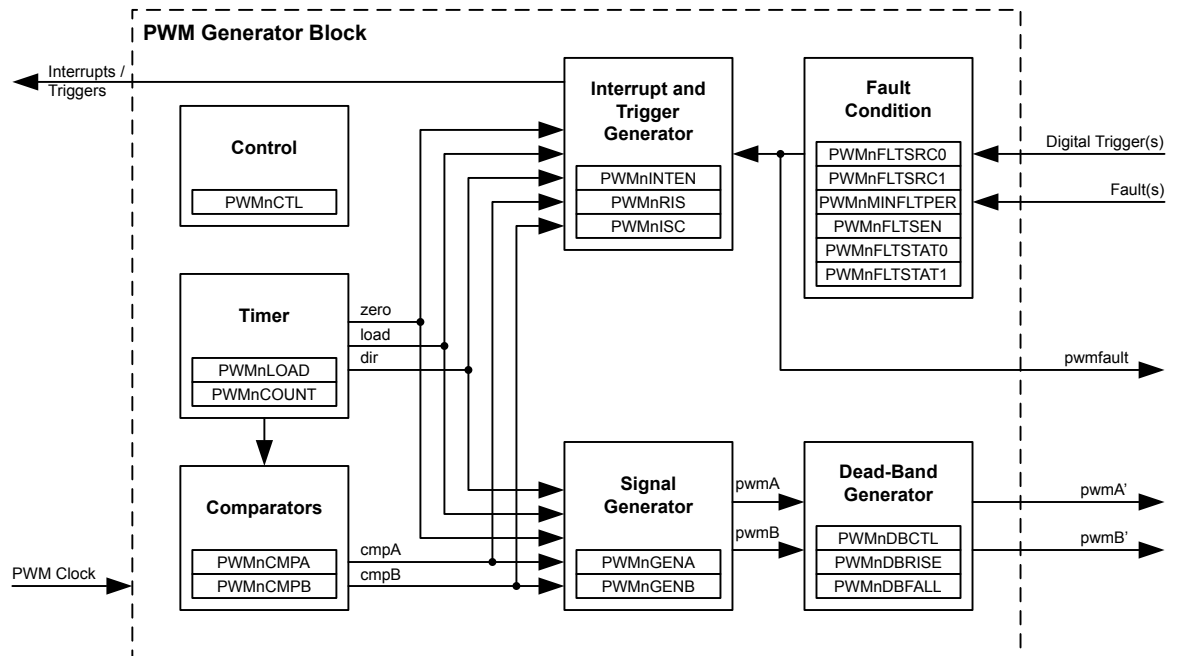 PWM Generator Block
Interrupts /
Triggers
Control
PWMnCTL
Interrupt and
Trigger
Generator
PWMnINTEN
PWMnRIS
PWMnISC
Fault
Condition
PWMnFLTSRC0
PWMnFLTSRC1
PWMnMINFLTPER
PWMnFLTSEN
PWMnFLTSTAT0
PWMnFLTSTAT1
Digital Trigger(s)
Fault(s)
Timer
PWMnLOAD
PWMnCOUNT
zero
load
dir
pwmfault
Comparators
PWMnCMPA
PWMnCMPB
cmpA
cmpB
Signal
Generator
PWMnGENA
PWMnGENB
pwmA
pwmB
Dead-Band
Generator
PWMnDBCTL
PWMnDBRISE
PWMnDBFALL
pwmA’
pwmB’
PWM Clock